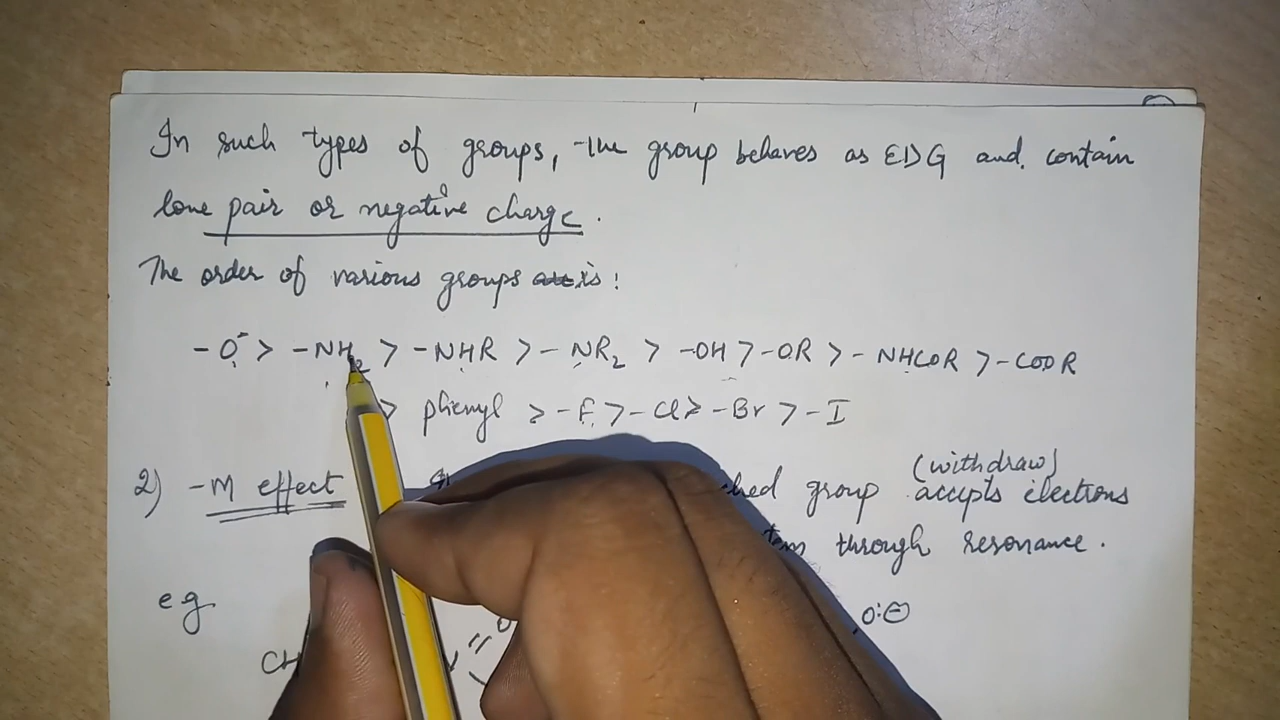 In such types of groups, the group behaves as EDG and contain
lone pair or negative charge.
The order of various groups is :
-O⁻ > -NH₂ > -NHR > -NR₂ > -OH > -OR > -NHCOR > -COOR
> phenyl > -F > -Cl > -Br > -I
(withdraw)
2) -M effect group accepts electrons
through resonance.
eg O:⊖
CH =